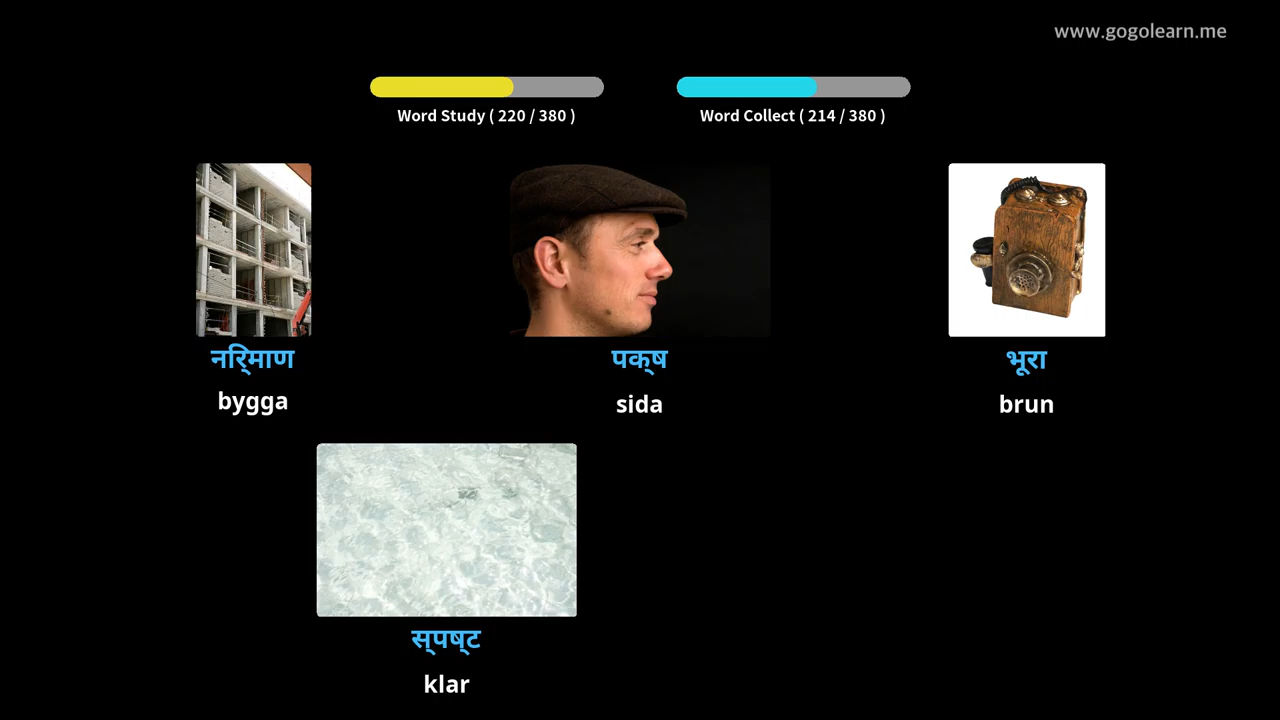 www.gogolearn.me
Word Study ( 220 / 380 )
Word Collect ( 214 / 380 )
नरि्माण
पक्‌ष
भूरा
bygga
sida
brun
स्‌पष्‌ट
klar